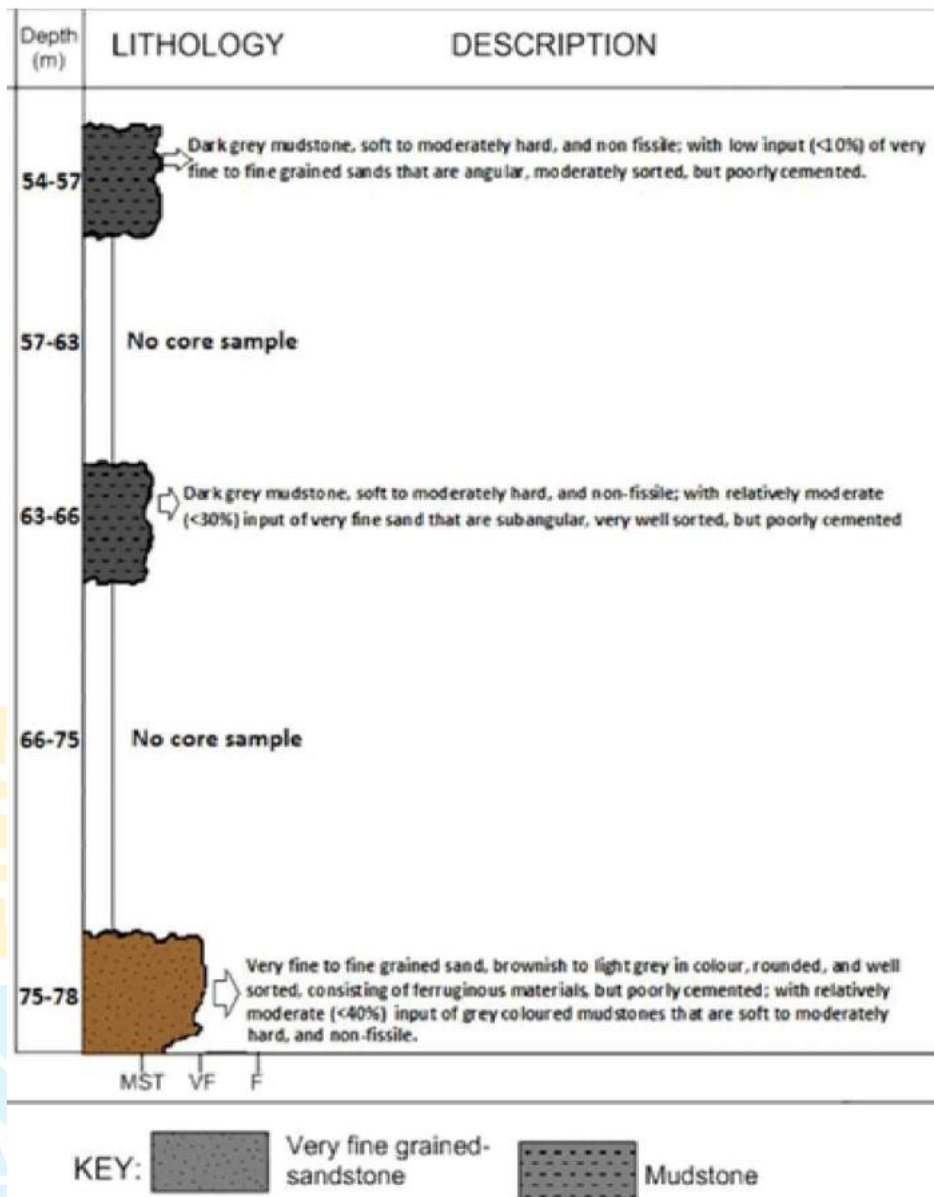 Depth
(m)
LITHOLOGY
DESCRIPTION
54-57
Dark grey mudstone, soft to moderately hard, and non fissile; with low input (<10%) of very
fine to fine grained sands that are angular, moderately sorted, but poorly cemented.
57-63
No core sample
63-66
Dark grey mudstone, soft to moderately hard, and non-fissile; with relatively moderate
(<30%) input of very fine sand that are subangular, very well sorted, but poorly cemented
66-75
No core sample
75-78
Very fine to fine grained sand, brownish to light grey in colour, rounded, and well
sorted, consisting of ferruginous materials, but poorly cemented; with relatively
moderate (<40%) input of grey coloured mudstones that are soft to moderately
hard, and non-fissile.
MST VF F
KEY:
Very fine grained-
sandstone
Mudstone